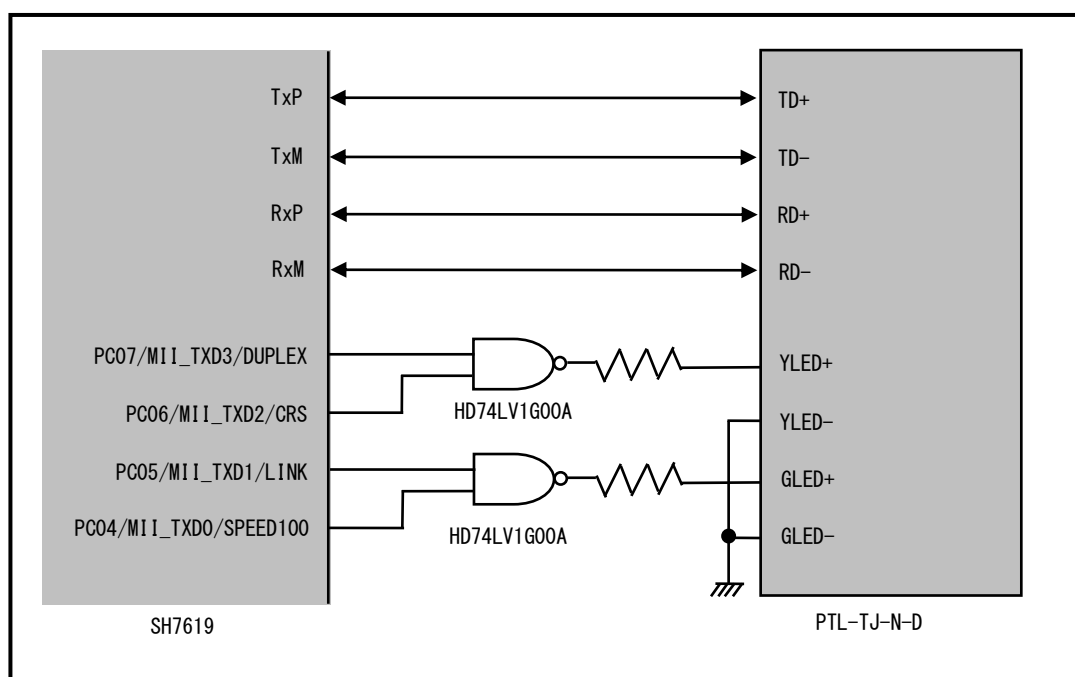 TxP
TD+
TxM
TD-
RxP
RD+
RxM
RD-
PC07/MII_TXD3/DUPLEX
YLED+
PC06/MII_TXD2/CRS
HD74LV1G00A
YLED-
PC05/MII_TXD1/LINK
GLED+
PC04/MII_TXD0/SPEED100
HD74LV1G00A
GLED-
SH7619
PTL-TJ-N-D